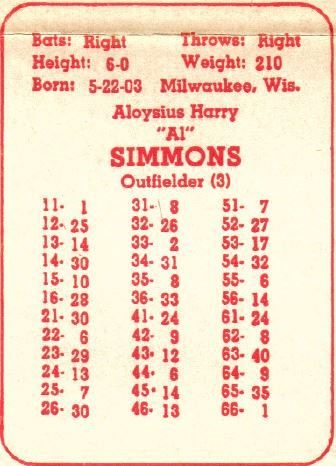 Bats: Right Throws: Right
Height: 6-0 Weight: 210
Born: 5-22-03 Milwaukee, Wis.
Aloysius Harry
"Al"
SIMMONS
Outfielder (3)
11- 1 31- 8 51- 7
12- 25 32- 26 52- 27
13- 14 33- 2 53- 17
14- 30 34- 31 54- 32
15- 10 35- 8 55- 6
16- 28 36- 33 56- 14
21- 30 41- 24 61- 24
22- 6 42- 9 62- 8
23- 29 43- 12 63- 40
24- 13 44- 6 64- 9
25- 7 45- 14 65- 35
26- 30 46- 13 66- 1